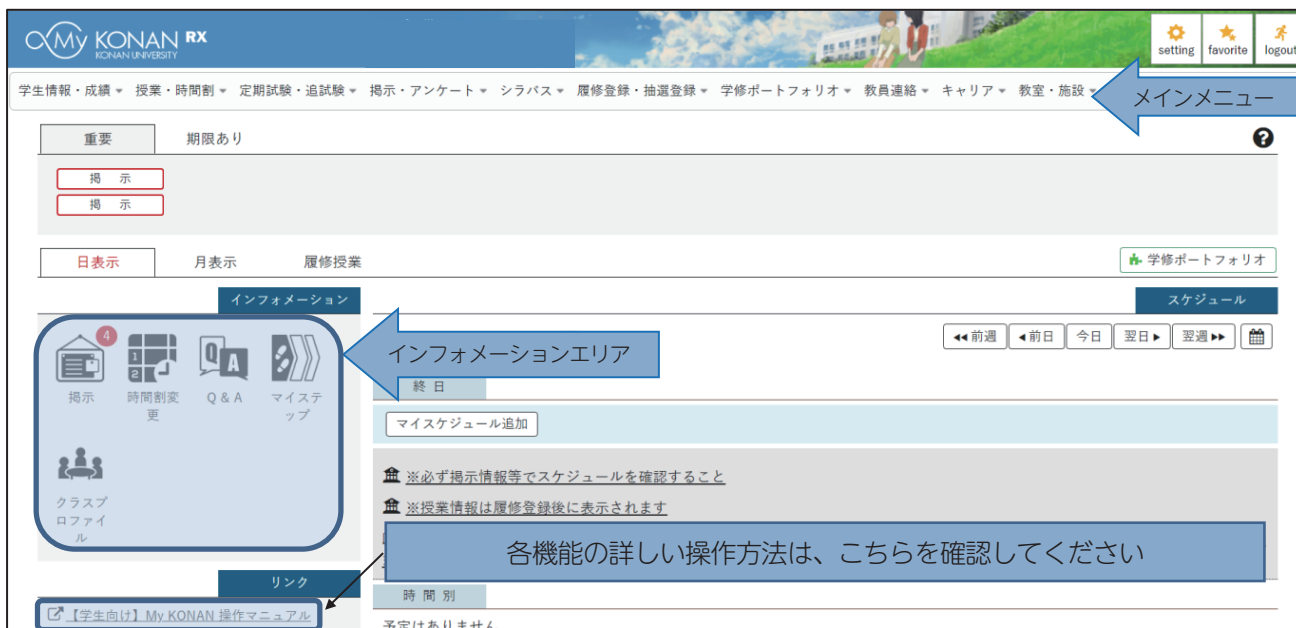 My KONAN RX
KONAN UNIVERSITY
setting favorite logout
学生情報・成績 授業・時間割 定期試験・追試験 掲示・アンケート シラバス 履修登録・抽選登録 学修ポートフォリオ 教員連絡 キャリア 教室・施設
メインメニュー
重要 期限あり
掲 示
掲 示
日表示 月表示 履修授業
学修ポートフォリオ
インフォメーション
スケジュール
前週 前日 今日 翌日 翌週
インフォメーションエリア
4
1
2
Q A
掲示 時間割変 Q & A マイステ
更 ップ
終 日
マイスケジュール追加
クラスプ
ロファイ
ル
※必ず掲示情報等でスケジュールを確認すること
※授業情報は履修登録後に表示されます
各機能の詳しい操作方法は、こちらを確認してください
リンク
【学生向け】My KONAN 操作マニュアル
時 間 別
予定はありません